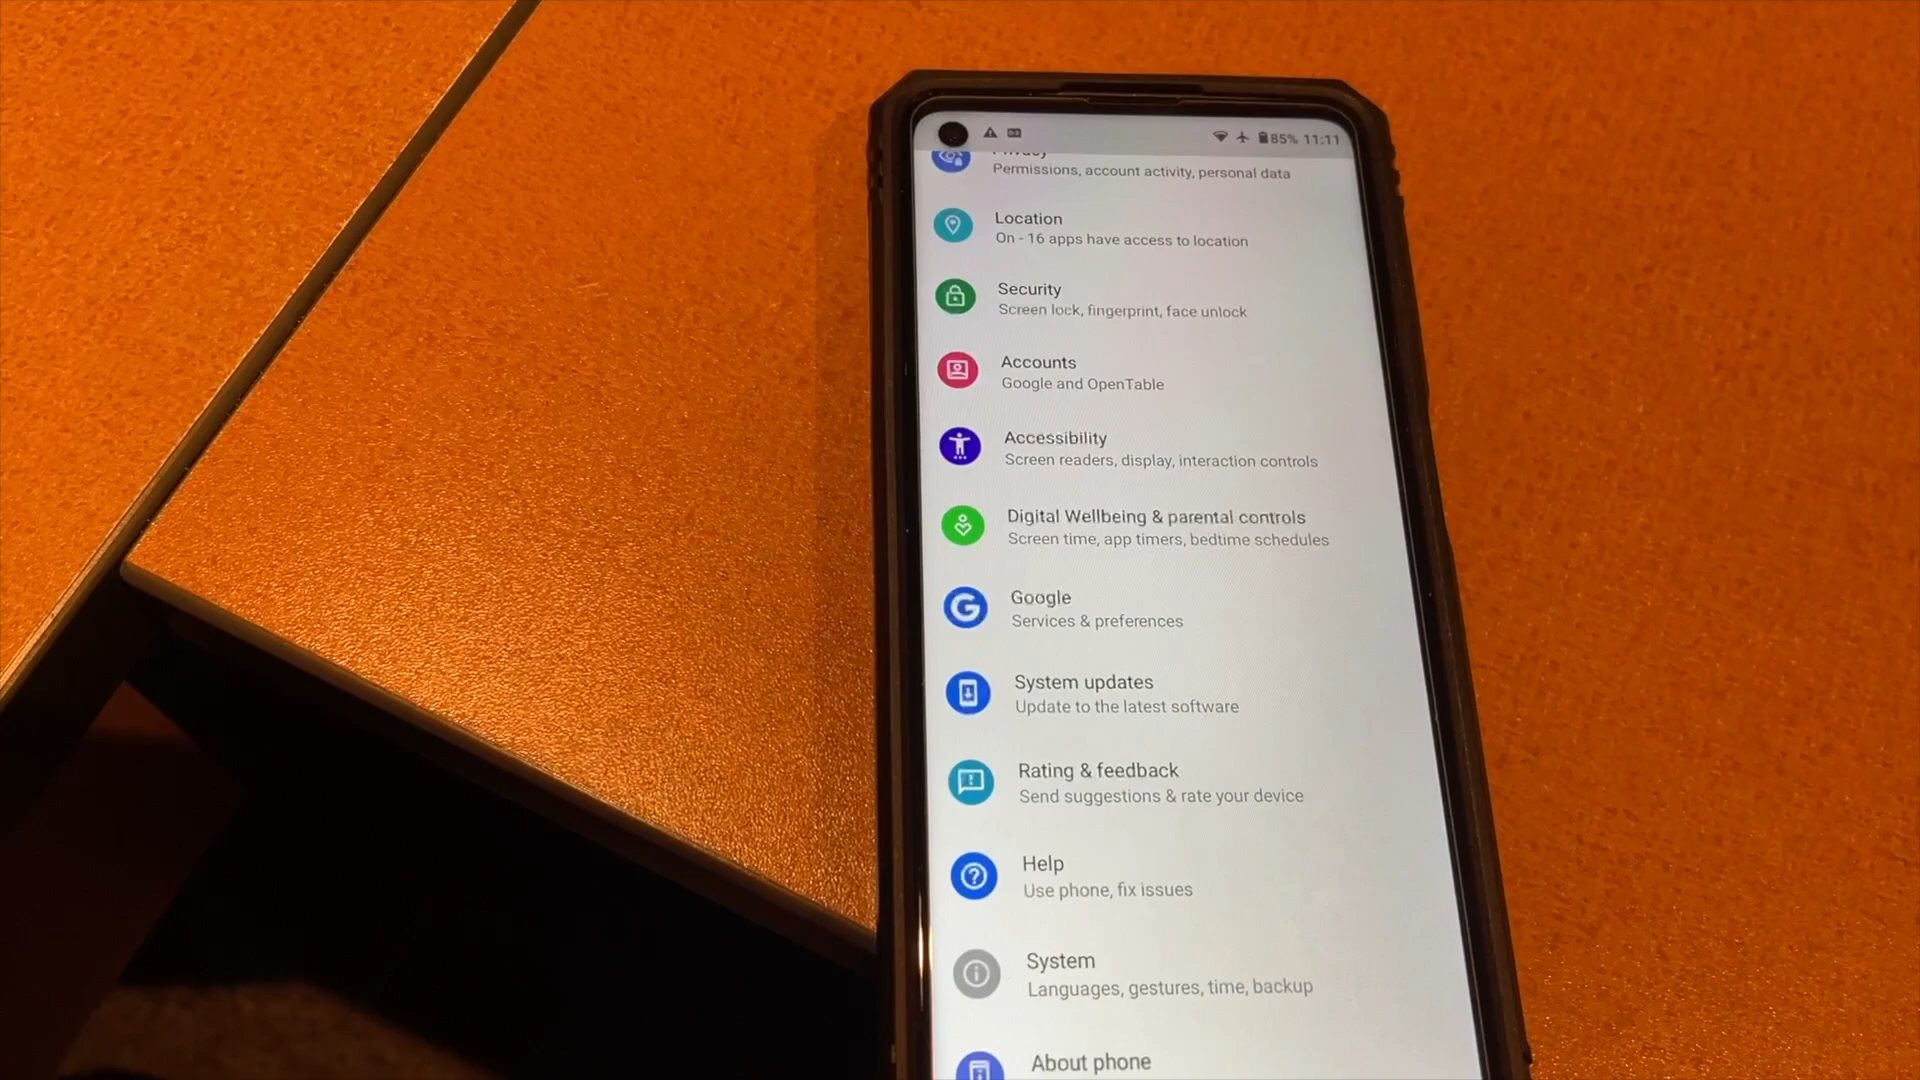 85% 11:11
Privacy
Permissions, account activity, personal data
Location
On - 16 apps have access to location
Security
Screen lock, fingerprint, face unlock
Accounts
Google and OpenTable
Accessibility
Screen readers, display, interaction controls
Digital Wellbeing & parental controls
Screen time, app timers, bedtime schedules
Google
Services & preferences
System updates
Update to the latest software
Rating & feedback
Send suggestions & rate your device
Help
Use phone, fix issues
System
Languages, gestures, time, backup
About phone